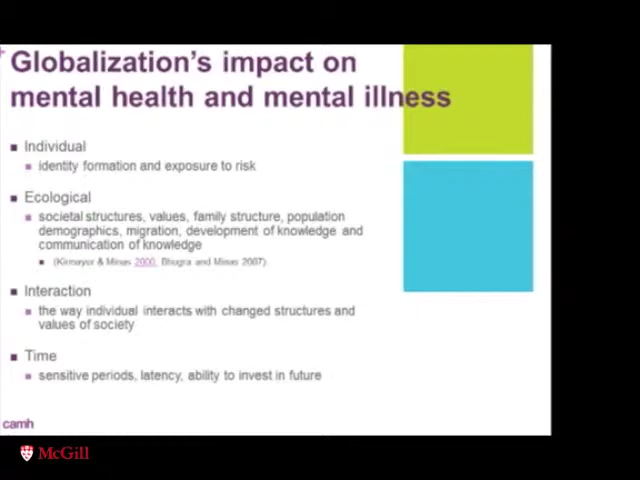 Globalization's impact on
mental health and mental illness
Individual
identity formation and exposure to risk
Ecological
societal structures, values, family structure, population
demographics, migration, development of knowledge and
communication of knowledge
(Kirmayor & Minas 2000, Bhugra and Minas 2007).
Interaction
the way individual interacts with changed structures and
values of society
Time
sensitive periods, latency, ability to invest in future
camh
McGill